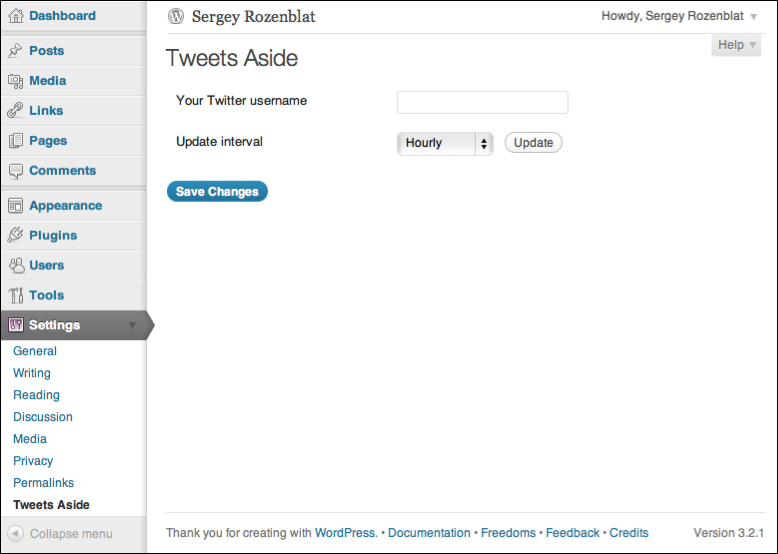 Dashboard
Posts
Media
Links
Pages
Comments
Appearance
Plugins
Users
Tools
Settings
General
Writing
Reading
Discussion
Media
Privacy
Permalinks
Tweets Aside
Collapse menu
Sergey Rozenblat
Howdy, Sergey Rozenblat
Help
Tweets Aside
Your Twitter username
Update interval Hourly Update
Save Changes
Thank you for creating with WordPress. • Documentation • Freedoms • Feedback • Credits
Version 3.2.1